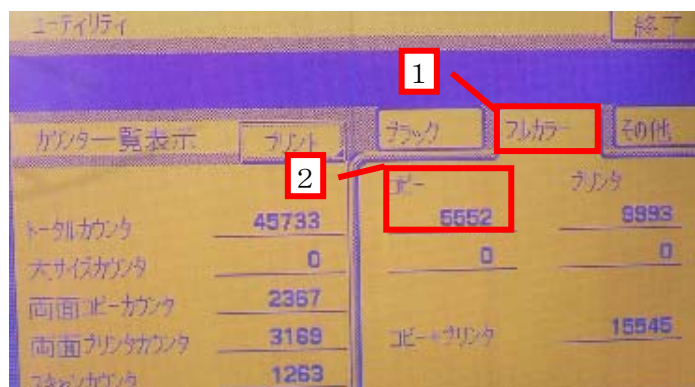 ユーティリティ
終了
1
カウンター覧表示
プリント
ブラック
フルカラー
その他
2
コピー
プリンタ
トータルカウンタ 45733
5552
9993
大サイズカウンタ 0
0
0
両面コピーカウンタ 2367
両面プリンタカウンタ 3169
コピー+プリンタ 15545
スキャンカウンタ 1263